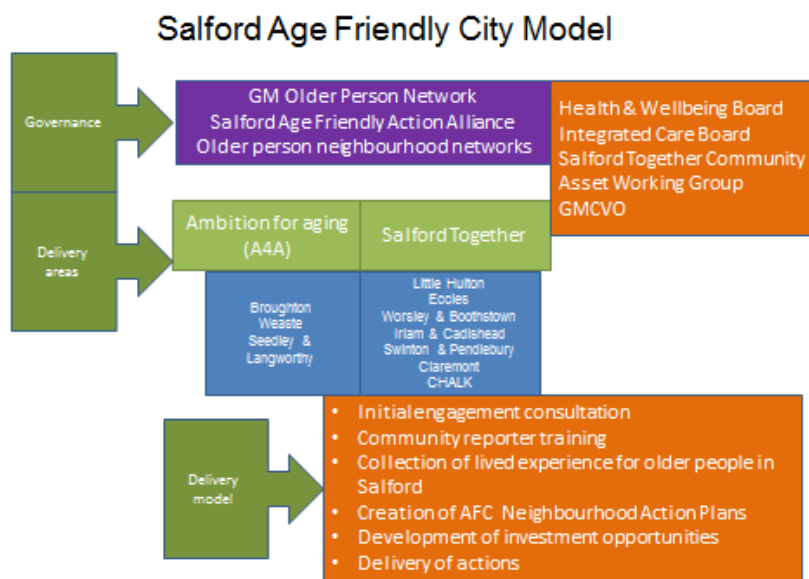 Salford Age Friendly City Model
Governance
GM Older Person Network
Salford Age Friendly Action Alliance
Older person neighbourhood networks
Health & Wellbeing Board
Integrated Care Board
Salford Together Community
Asset Working Group
GMCVO
Delivery
areas
Ambition for aging
(A4A)
Salford Together
Broughton
Weaste
Seedley &
Langworthy
Little Hulton
Eccles
Worsley & Boothstown
Irlam & Cadishead
Swinton & Pendlebury
Claremont
CHALK
Delivery
model
• Initial engagement consultation
• Community reporter training
• Collection of lived experience for older people in
Salford
• Creation of AFC Neighbourhood Action Plans
• Development of investment opportunities
• Delivery of actions